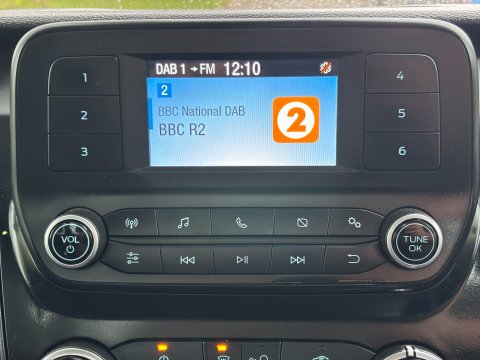 DAB 1 → FM 12:10
2
BBC National DAB
BBC R2
2
1
2
3
4
5
6
VOL
TUNE
OK